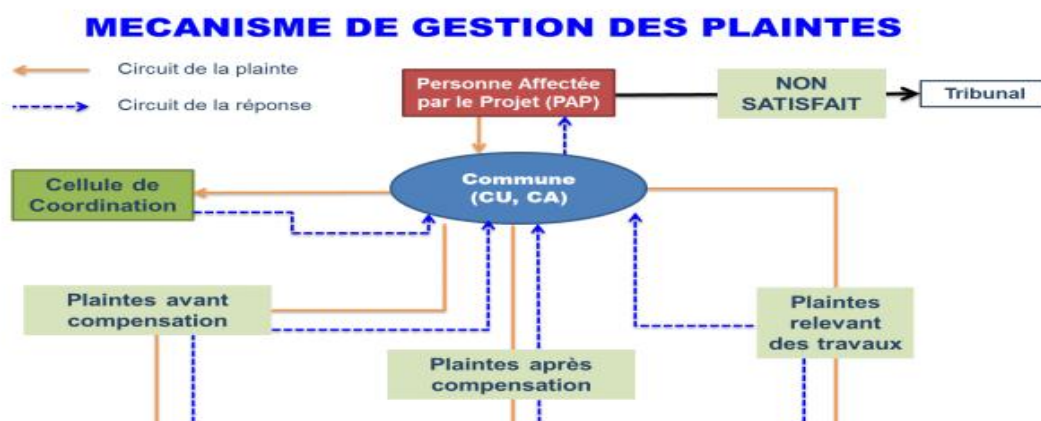 MECANISME DE GESTION DES PLAINTES
Circuit de la plainte
Circuit de la réponse
Personne Affectée
par le Projet (PAP)
NON
SATISFAIT
Tribunal
Cellule de
Coordination
Commune
(CU, CA)
Plaintes avant
compensation
Plaintes après
compensation
Plaintes
relevant
des travaux